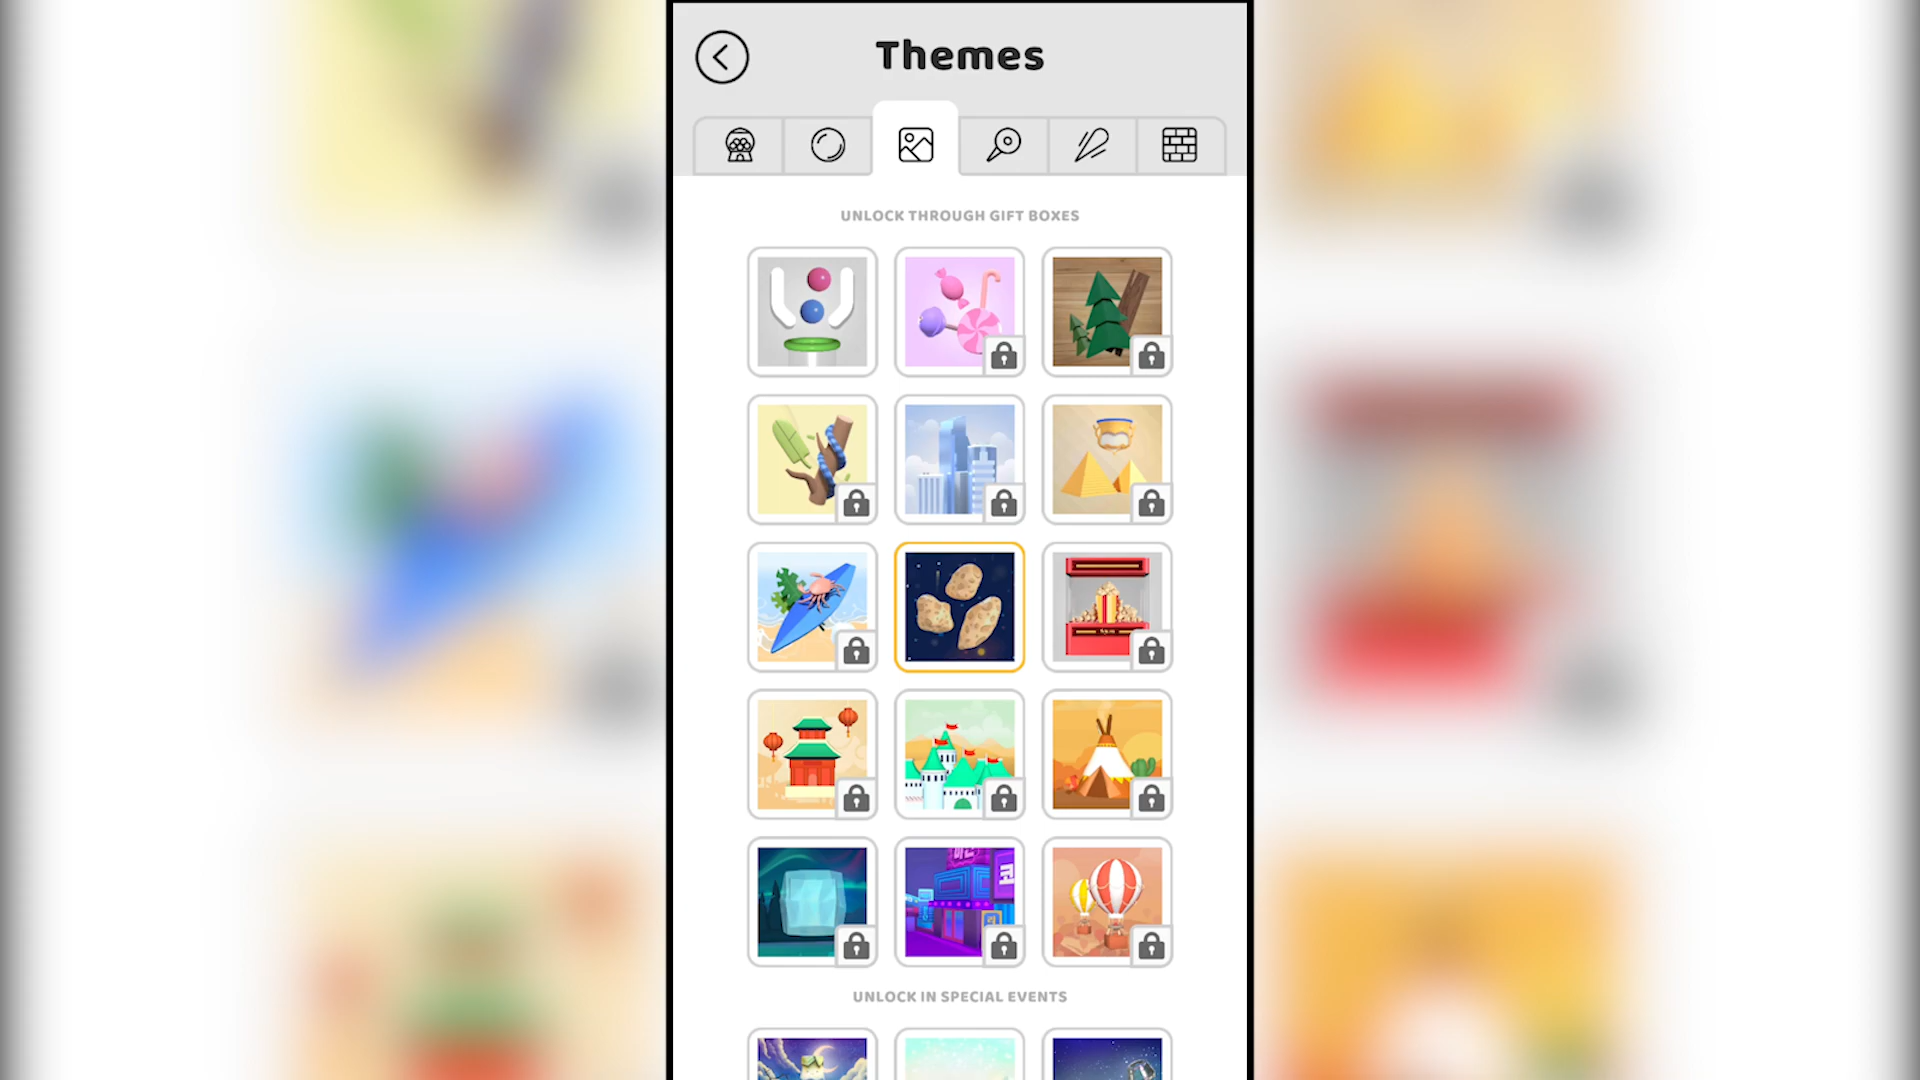 Themes
UNLOCK THROUGH GIFT BOXES
UNLOCK IN SPECIAL EVENTS